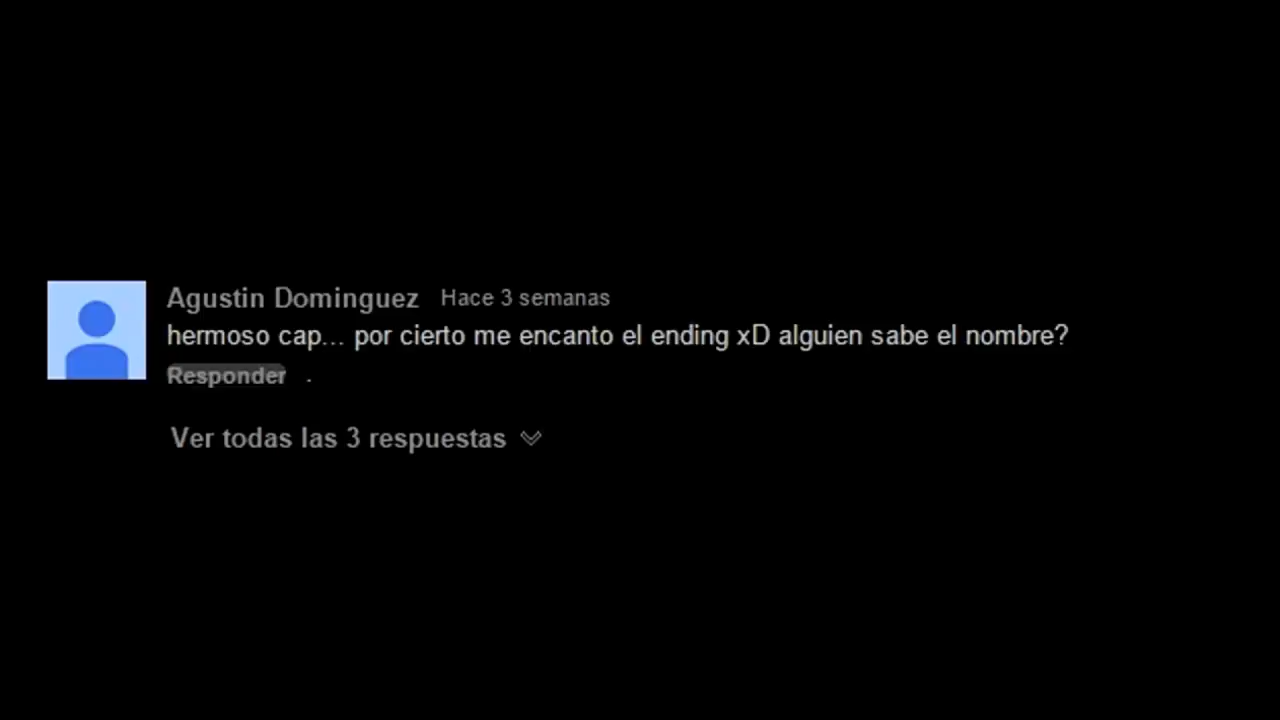 Agustin Dominguez Hace 3 semanas
hermoso cap... por cierto me encanto el ending xD alguien sabe el nombre?
Responder .
Ver todas las 3 respuestas